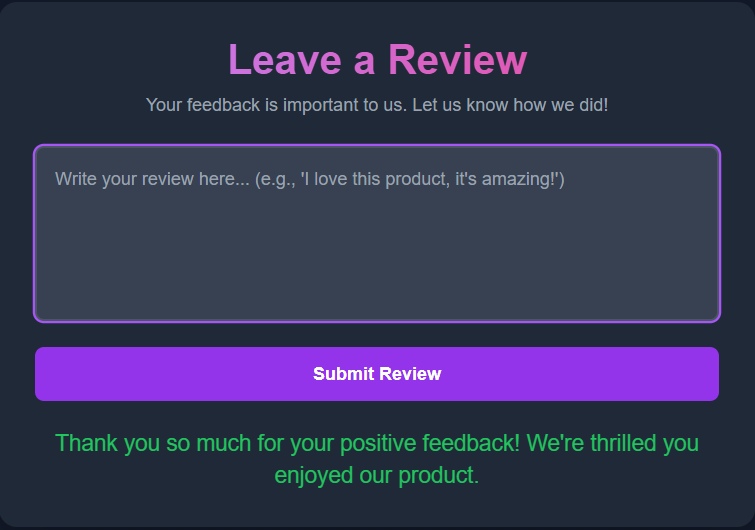 Leave a Review
Your feedback is important to us. Let us know how we did!
Write your review here... (e.g., 'I love this product, it's amazing!')
Submit Review
Thank you so much for your positive feedback! We're thrilled you
enjoyed our product.